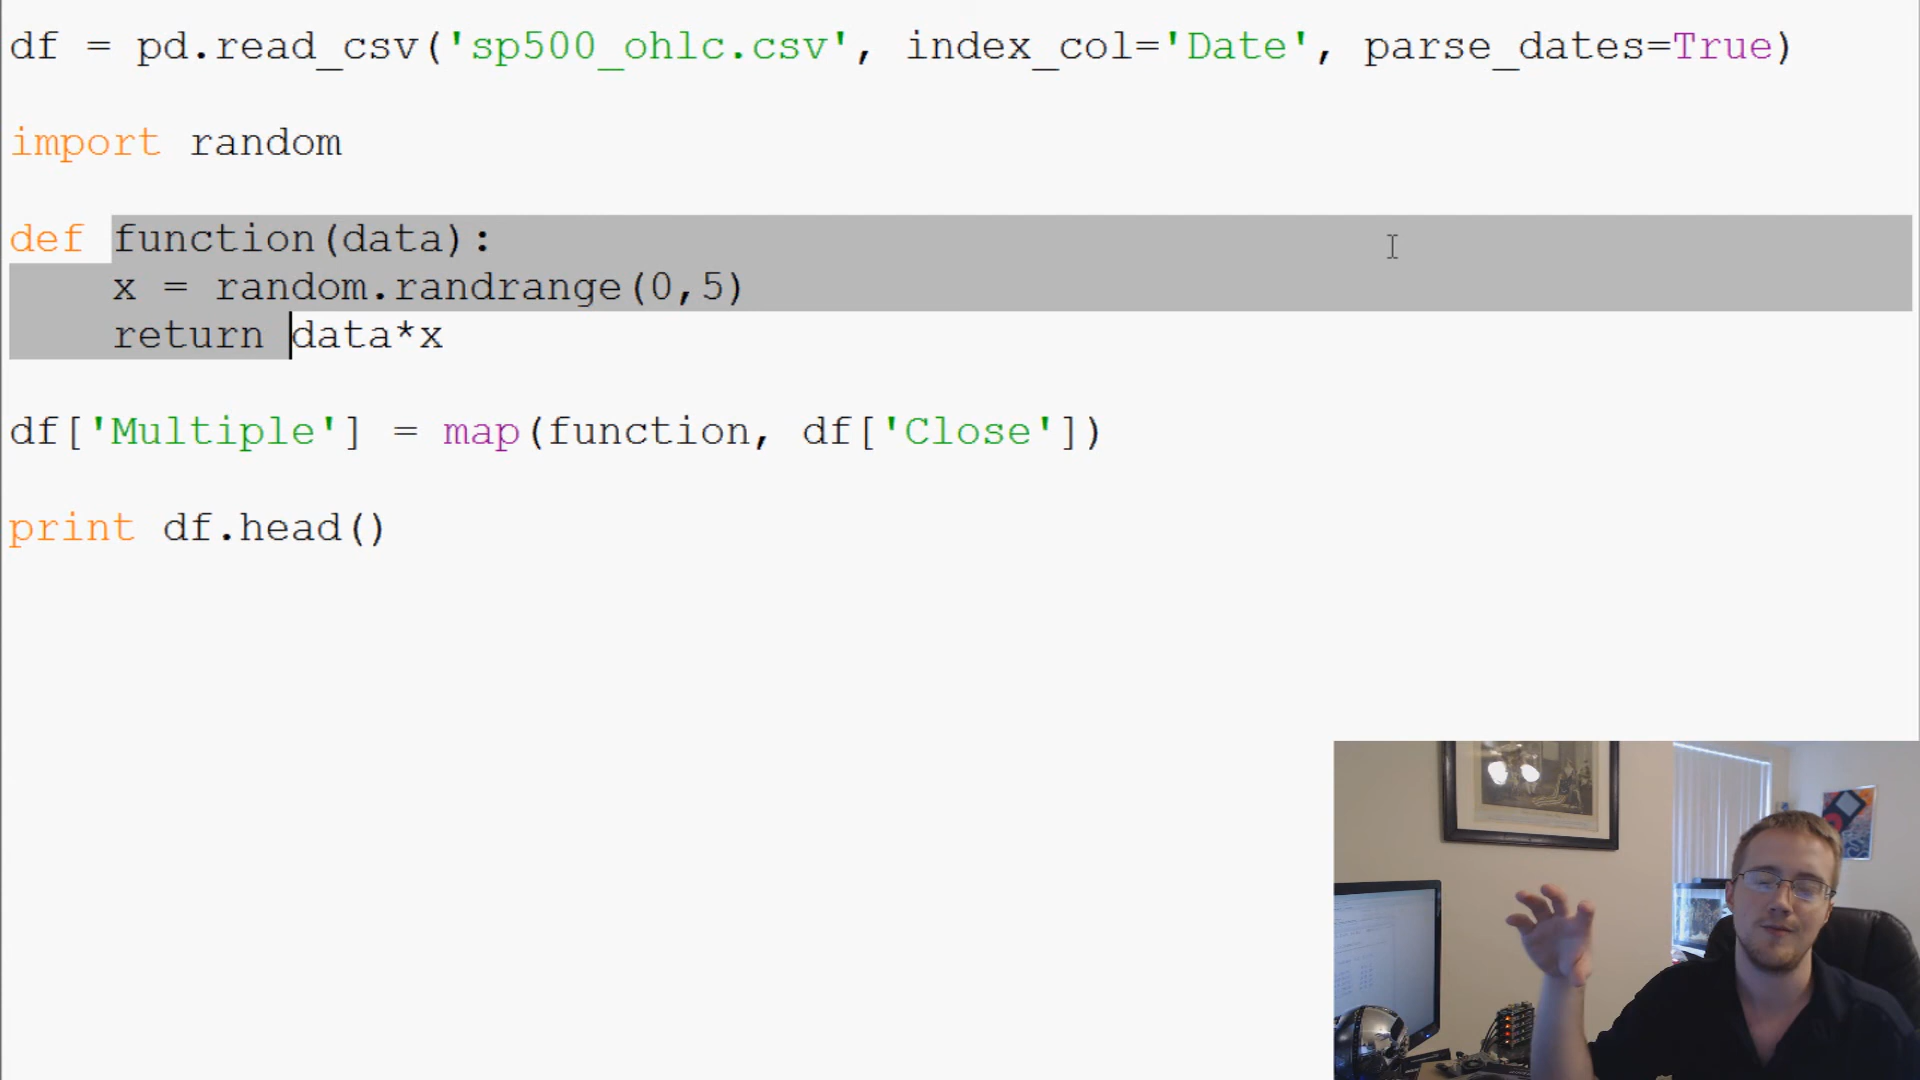 df = pd.read_csv('sp500_ohlc.csv', index_col='Date', parse_dates=True)
import random
def function(data):
x = random.randrange(0,5)
return data*x
df['Multiple'] = map(function, df['Close'])
print df.head()